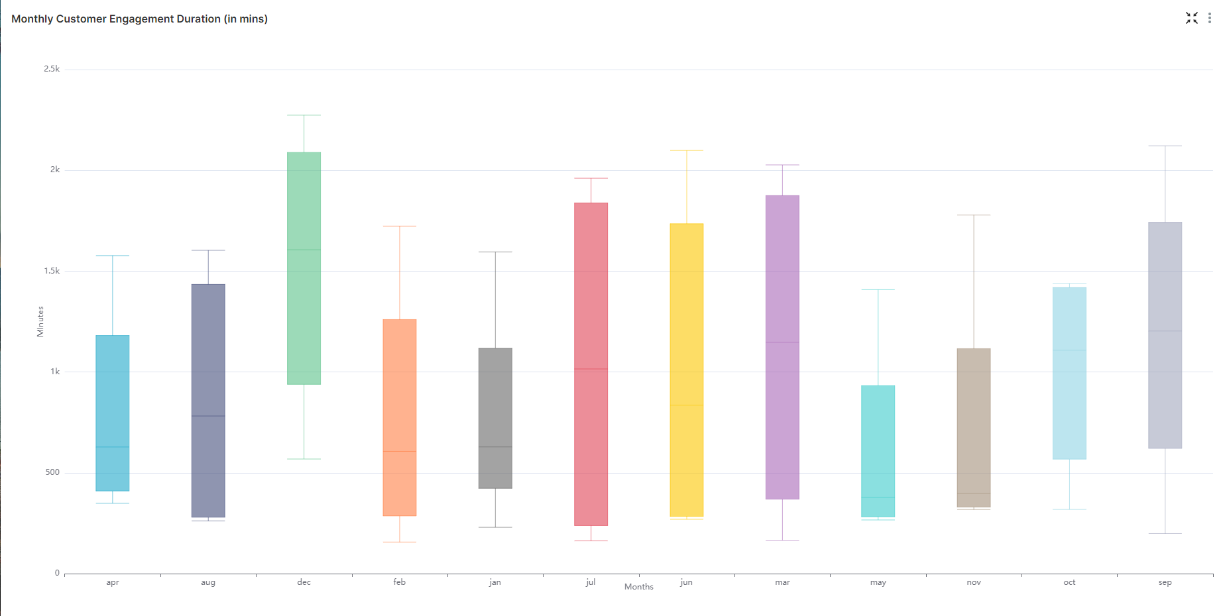 Monthly Customer Engagement Duration (in mins)
2.5k
2k
1.5k
1k
500
0
Minutes
apr aug dec feb jan jul jun mar may nov oct sep
Months